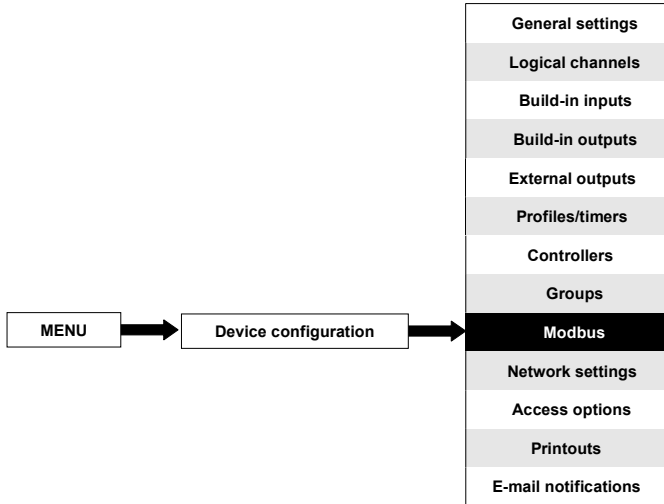 General settings
Logical channels
Build-in inputs
Build-in outputs
External outputs
Profiles/timers
Controllers
Groups
MENU
Device configuration
Modbus
Network settings
Access options
Printouts
E-mail notifications